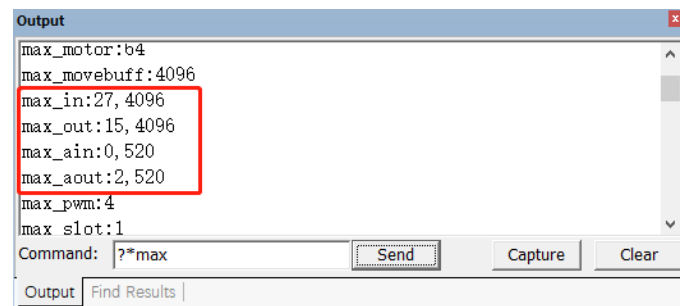 Output
max_motor:64
max_movebuff:4096
max_in:27,4096
max_out:15,4096
max_ain:0,520
max_aout:2,520
max_pwm:4
max_slot:1
Command: ?*max Send Capture Clear
Output Find Results